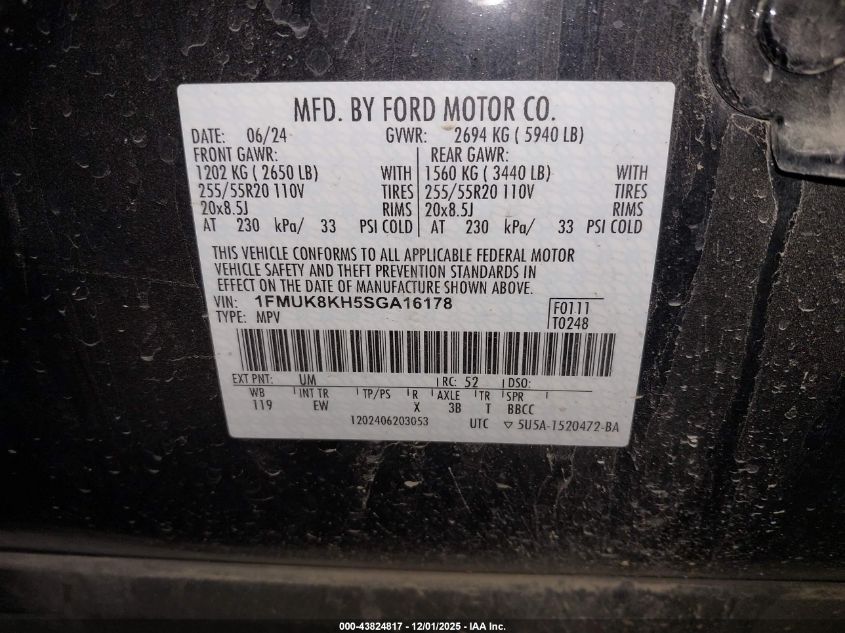 MFD. BY FORD MOTOR CO.
DATE: 06/24 GVWR: 2694 KG ( 5940 LB)
FRONT GAWR: REAR GAWR:
1202 KG ( 2650 LB) WITH 1560 KG ( 3440 LB) WITH
255/55R20 110V TIRES 255/55R20 110V TIRES
20x8.5J RIMS 20x8.5J RIMS
AT 230 kPa/ 33 PSI COLD AT 230 kPa/ 33 PSI COLD
THIS VEHICLE CONFORMS TO ALL APPLICABLE FEDERAL MOTOR
VEHICLE SAFETY AND THEFT PREVENTION STANDARDS IN
EFFECT ON THE DATE OF MANUFACTURE SHOWN ABOVE.
VIN: 1FMUK8KH5SGA16178 F0111
TYPE: MPV T0248
EXT PNT: UM RC: 52 DSO:
WB INT TR TP/PS R AXLE TR SPR
119 EW X 3B T BBCC
1202406203053 UTC ▽ 5U5A-1520472-BA
000-43824817 - 12/01/2025 - IAA Inc.